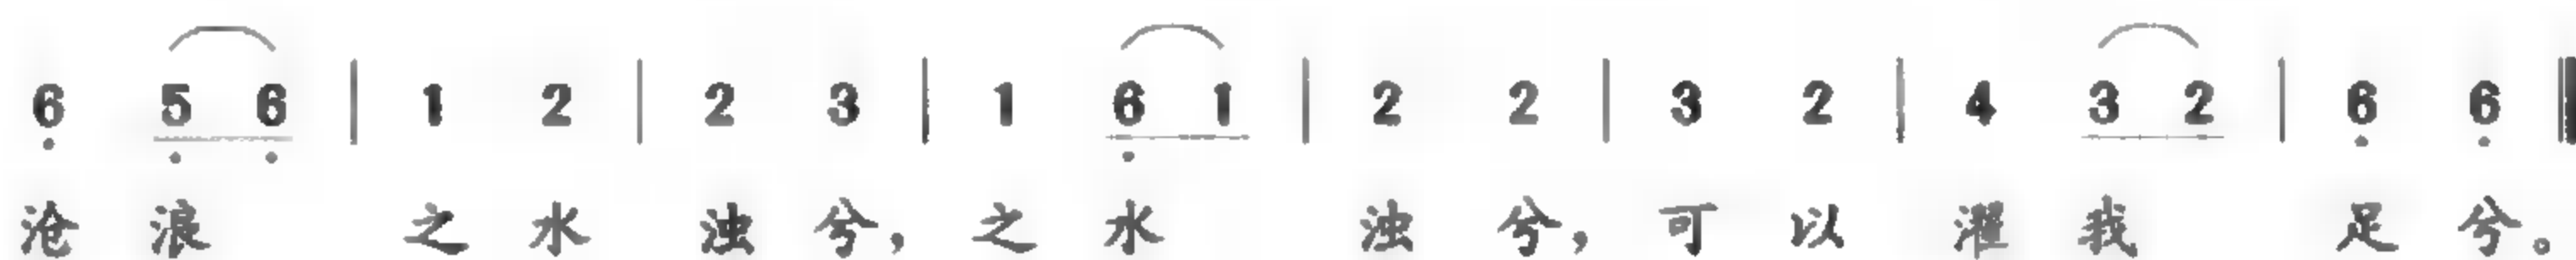 6 5 6 | 1 2 | 2 3 | 1 6 1 | 2 2 | 3 2 | 4 3 2 | 6 6 ‖
沧 浪 之 水 浊 兮，之 水 浊 兮，可 以 濯 我 足 兮。